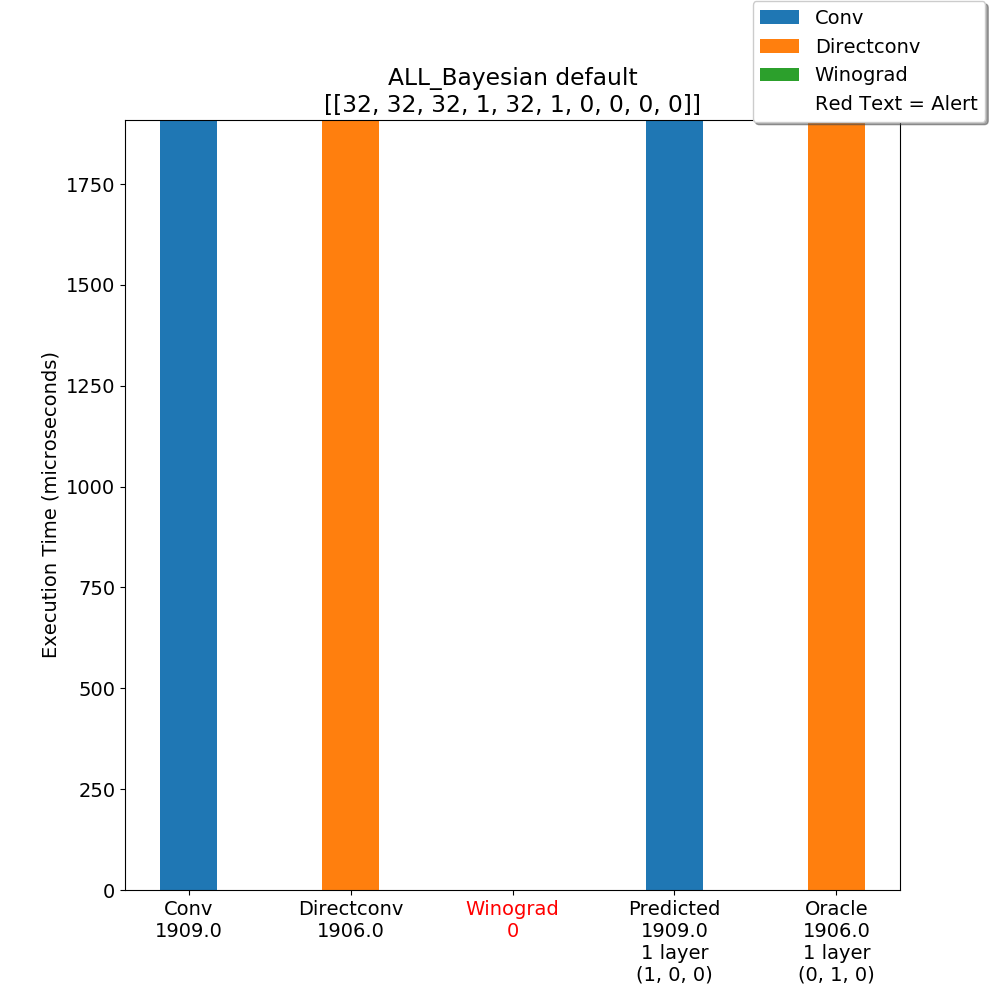 Conv
Directconv
Winograd
Red Text = Alert
ALL_Bayesian default
[[32, 32, 32, 1, 32, 1, 0, 0, 0, 0]]
Execution Time (microseconds)
1750
1500
1250
1000
750
500
250
0
Conv
1909.0
Directconv
1906.0
Winograd
0
Predicted
1909.0
1 layer
(1, 0, 0)
Oracle
1906.0
1 layer
(0, 1, 0)